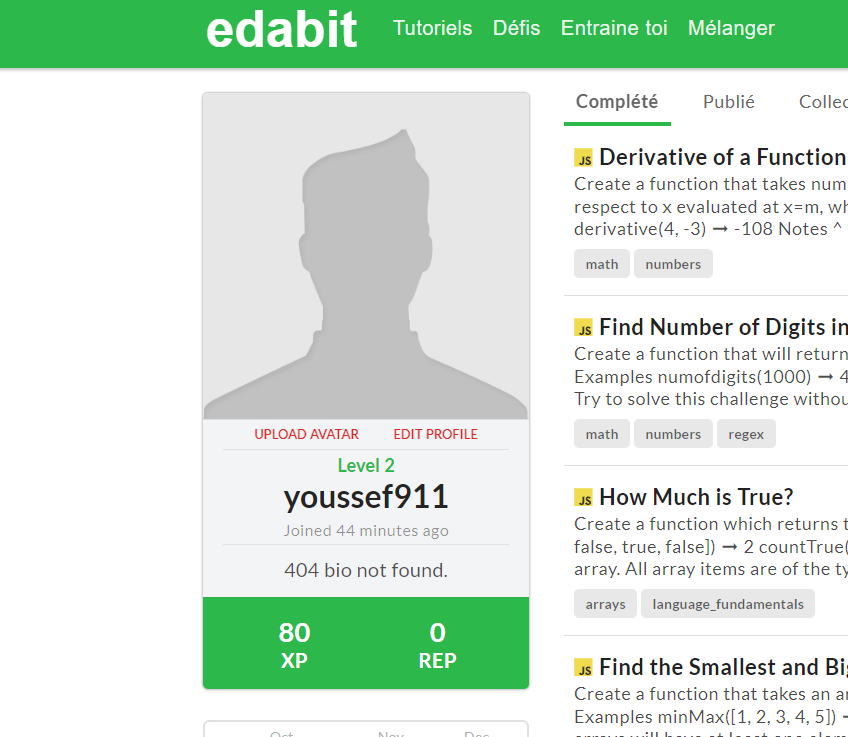 edabit
Tutoriels Défis Entraine toi Mélanger
UPLOAD AVATAR EDIT PROFILE
Level 2
youssef911
Joined 44 minutes ago
404 bio not found.
80 0
XP REP
Oct Nov Dec
Complété Publié Collec
JS Derivative of a Function
Create a function that takes num
respect to x evaluated at x=m, wh
derivative(4, -3) ➞ -108 Notes ^
math numbers
JS Find Number of Digits in
Create a function that will return
Examples numofdigits(1000) ➞ 4
Try to solve this challenge withou
math numbers regex
JS How Much is True?
Create a function which returns t
false, true, false]) ➞ 2 countTrue(
array. All array items are of the ty
arrays language_fundamentals
JS Find the Smallest and Big
Create a function that takes an ar
Examples minMax([1, 2, 3, 4, 5]) ➞